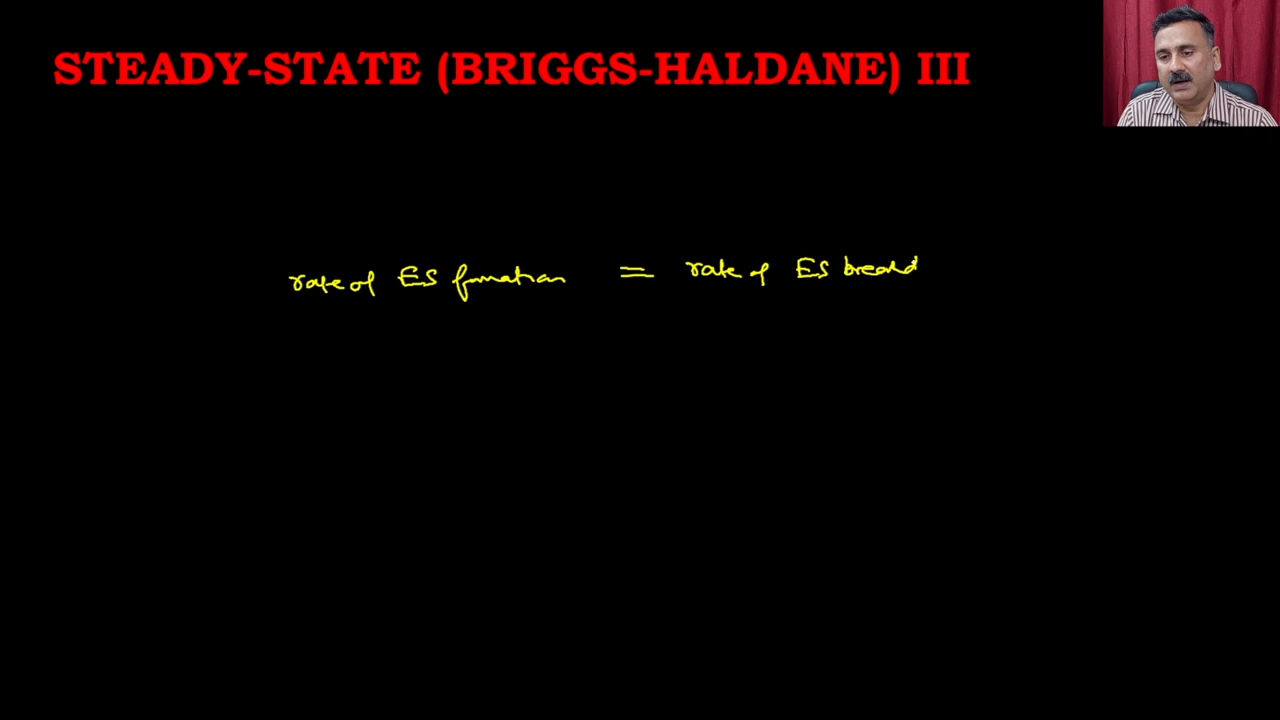 STEADY-STATE (BRIGGS-HALDANE) III
rate of ES formation = rate of ES breakd